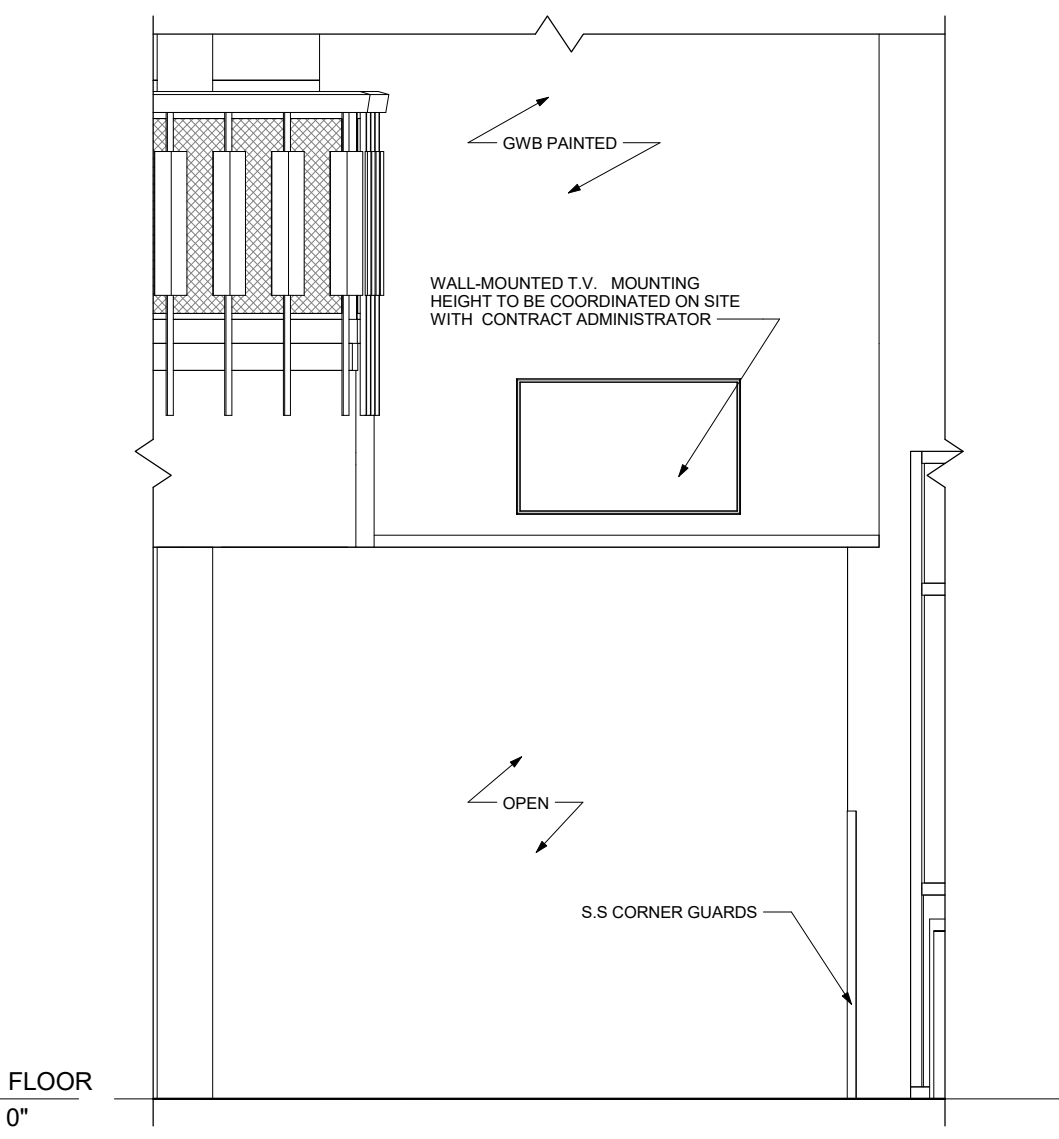 GWB PAINTED
WALL-MOUNTED T.V. MOUNTING
HEIGHT TO BE COORDINATED ON SITE
WITH CONTRACT ADMINISTRATOR
OPEN
S.S CORNER GUARDS
FLOOR
0"